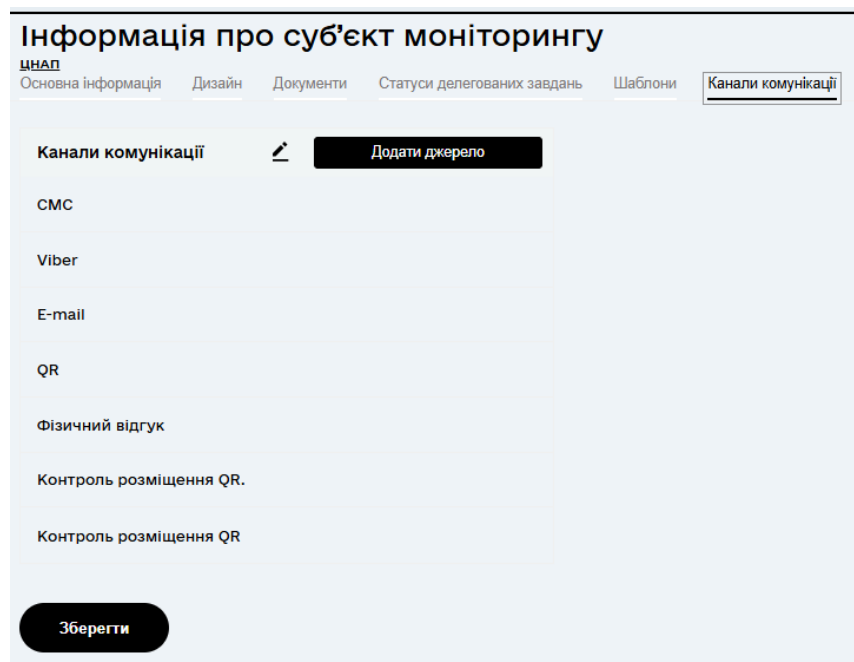 Інформація про суб’єкт моніторингу
ЦНАП
Основна інформація Дизайн Документи Статуси делегованих завдань Шаблони Канали комунікації
Канали комунікації Додати джерело
СМС
Viber
E-mail
QR
Фізичний відгук
Контроль розміщення QR.
Контроль розміщення QR
Зберегти